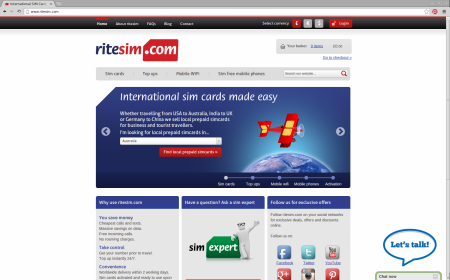 International SIM Car
www.ritesim.com
Home About ritesim FAQs Blog Contact
Select currency £ € $ Login
ritesim.com
Your basket 0 items £0.00
Go to checkout >
Sim cards Top ups Mobile WiFi Sim free mobile phones
Search our website...
International sim cards made easy
Whether travelling from USA to Australia, India to UK
or Germany to China we sell local prepaid simcards
for business and tourist travellers.
I'm looking for local prepaid simcards in...
Australia
Find local prepaid simcards >
Sim cards Top ups Mobile wifi Mobile phones Activation
Why use ritesim.com
You save money
Cheapest calls and texts.
Massive savings on data.
Free incoming calls.
No roaming charges.
Take control
Get your number prior to travel
Top up instantly 24/7.
Convenience
Worldwide delivery within 2 working days.
Sim cards activated and ready to use upon
Have a question? Ask a sim expert
sim expert
Follow us for exclusive offers
Follow ritesim.com on your social networks
for exclusive deals, offers and discounts
online.
Follow us on:
Facebook Twitter YouTube
Let's talk!
Chat now